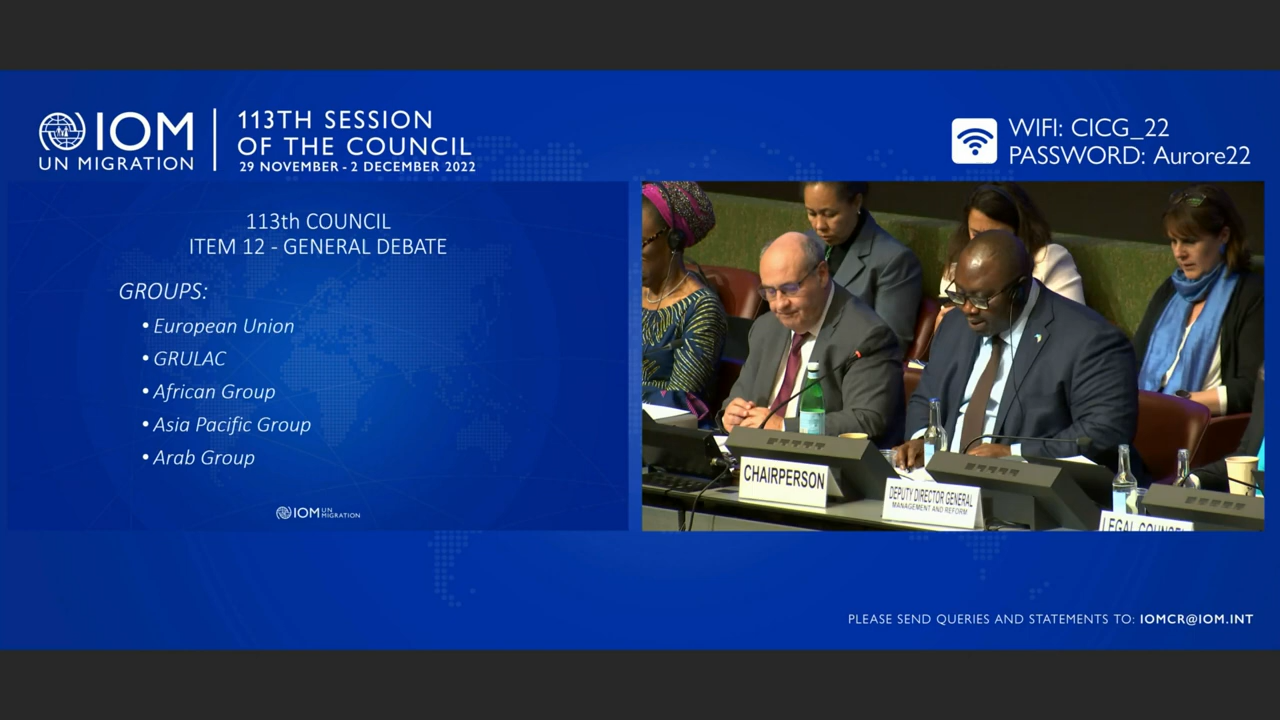 IOM
UN MIGRATION
113TH SESSION
OF THE COUNCIL
29 NOVEMBER - 2 DECEMBER 2022
WIFI: CICG_22
PASSWORD: Aurore22
113th COUNCIL
ITEM 12 - GENERAL DEBATE
GROUPS:
• European Union
• GRULAC
• African Group
• Asia Pacific Group
• Arab Group
IOM UN MIGRATION
CHAIRPERSON
DEPUTY DIRECTOR GENERAL
MANAGEMENT AND REFORM
LEGAL COUNSEL
PLEASE SEND QUERIES AND STATEMENTS TO: IOMCR@IOM.INT